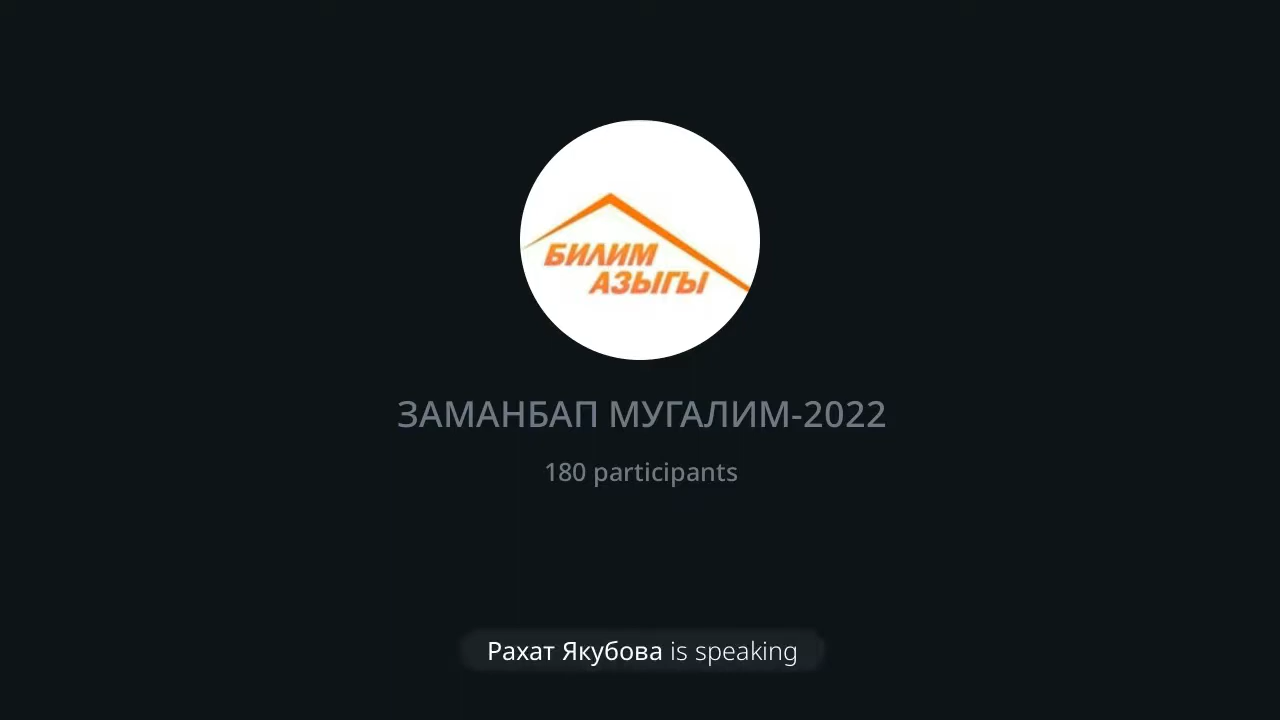 БИЛИМ
АЗЫГЫ
ЗАМАНБАП МУГАЛИМ-2022
180 participants
Рахат Якубова is speaking